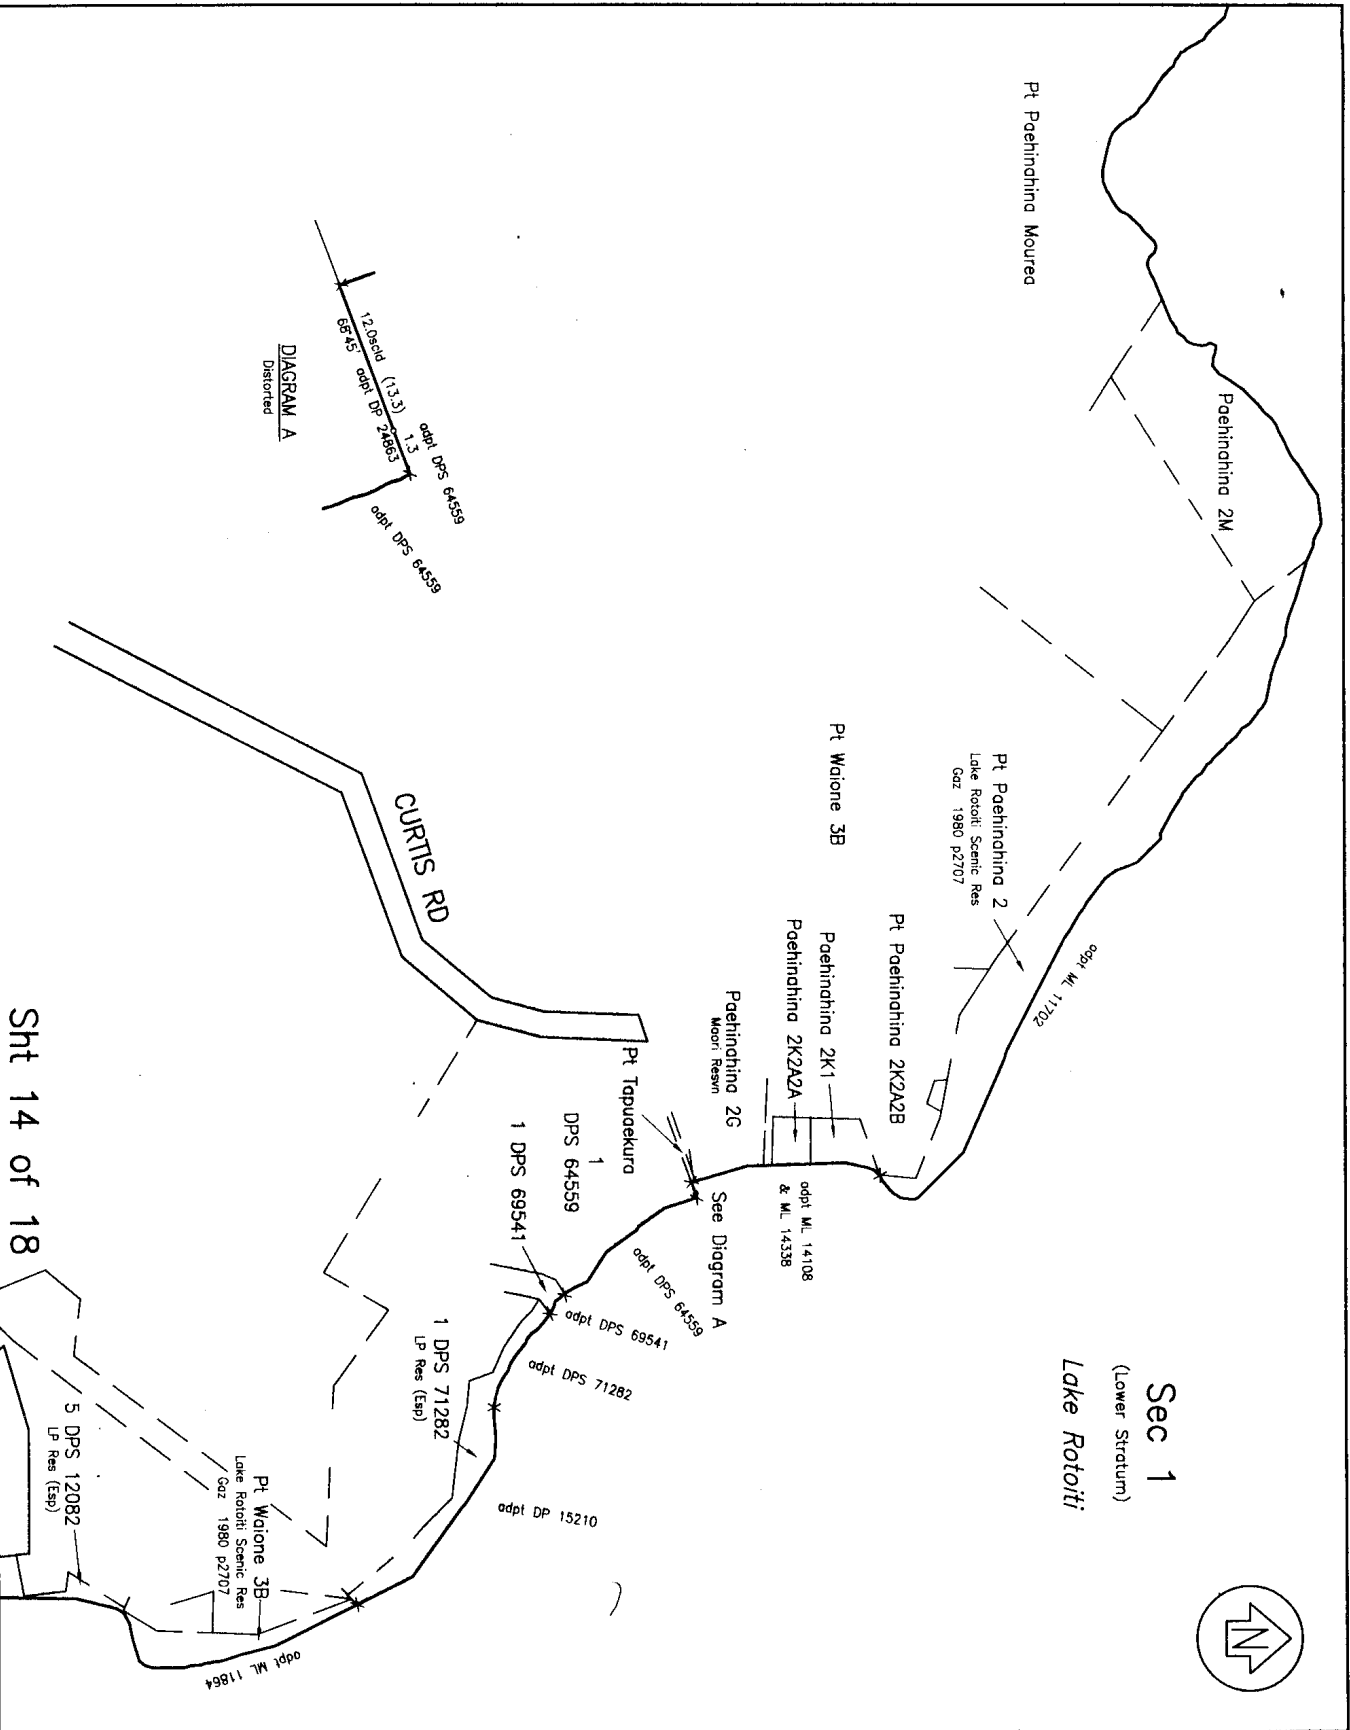 Sec 1
(Lower Stratum)
Lake Rotoiti
N
Pt Paehinahina Mourea
Paehinahina 2M
Pt Paehinahina 2
Lake Rotoiti Scenic Res
Gaz 1980 p2707
adpt ML 11702
Pt Waione 3B
Pt Paehinahina 2K2A2B
Paehinahina 2K1
Paehinahina 2K2A2A
Paehinahina 2G
Maori Resvn
adpt ML 14108
& ML 14338
See Diagram A
Pt Tapuaekura
adpt DPS 64559
1
DPS 64559
1 DPS 69541
adpt DPS 69541
adpt DPS 71282
1 DPS 71282
LP Res (Esp)
adpt DP 15210
Pt Waione 3B
Lake Rotoiti Scenic Res
Gaz 1980 p2707
adpt ML 11864
5 DPS 12082
LP Res (Esp)
CURTIS RD
12.0scld (13.3) 1.3 adpt DPS 64559
68°45' adpt DP 24863
adpt DPS 64559
DIAGRAM A
Distorted
Sht 14 of 18